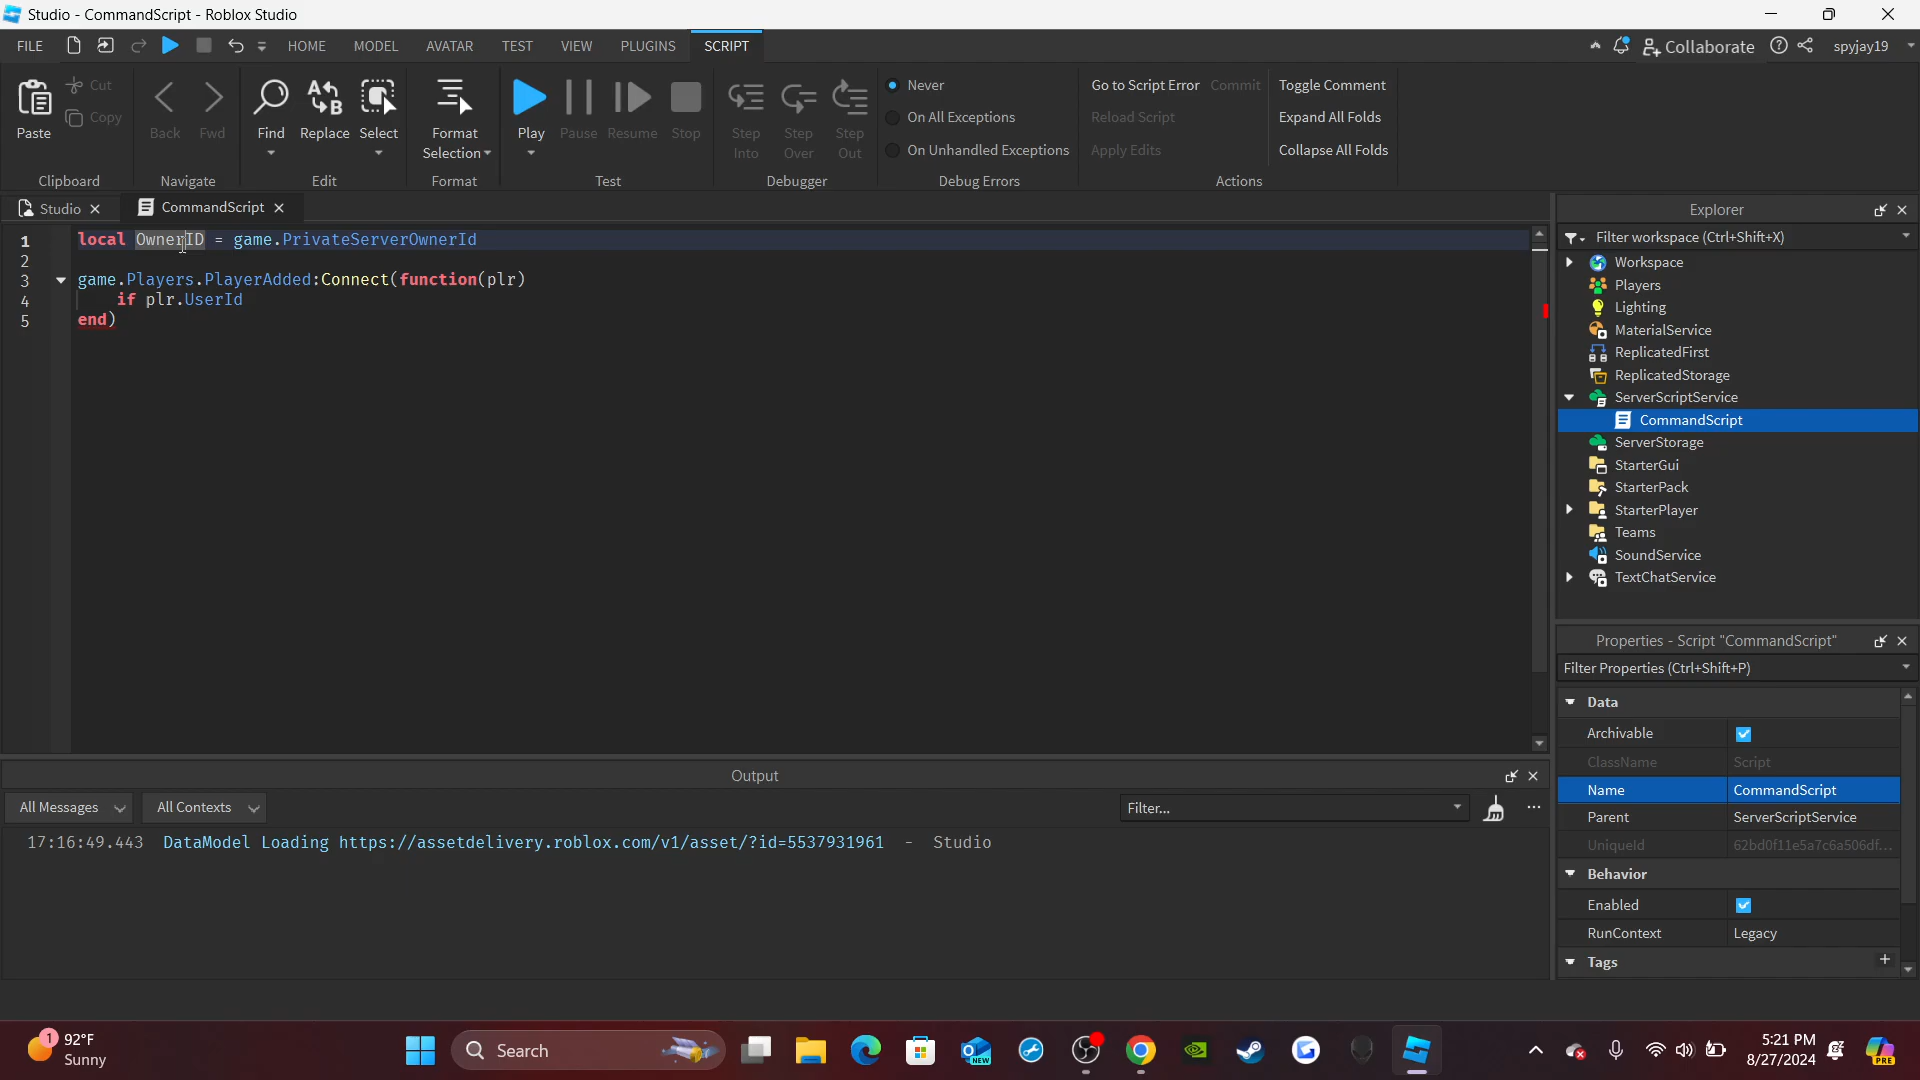 Studio - CommandScript - Roblox Studio
FILE HOME MODEL AVATAR TEST VIEW PLUGINS SCRIPT Collaborate spyjay19
Paste Cut Copy Back Fwd Find Replace Select Format Selection Play Pause Resume Stop Step Into Step Over Step Out
Never
On All Exceptions
On Unhandled Exceptions
Go to Script Error Commit
Reload Script
Apply Edits
Toggle Comment
Expand All Folds
Collapse All Folds
Clipboard Navigate Edit Format Test Debugger Debug Errors Actions
Studio CommandScript
1 local OwnerID = game.PrivateServerOwnerId
2
3 game.Players.PlayerAdded:Connect(function(plr)
4 if plr.UserId
5 end)
Explorer
Filter workspace (Ctrl+Shift+X)
Workspace
Players
Lighting
MaterialService
ReplicatedFirst
ReplicatedStorage
ServerScriptService
CommandScript
ServerStorage
StarterGui
StarterPack
StarterPlayer
Teams
SoundService
TextChatService
Properties - Script "CommandScript"
Filter Properties (Ctrl+Shift+P)
Data
Archivable
ClassName Script
Name CommandScript
Parent ServerScriptService
UniqueId 62bd0f11e5a7c6a506df...
Behavior
Enabled
RunContext Legacy
Tags +
Output
All Messages All Contexts Filter... ...
17:16:49.443 DataModel Loading https://assetdelivery.roblox.com/v1/asset/?id=5537931961 - Studio
1 92°F
Sunny
Search
NEW
5:21 PM
8/27/2024
PRE